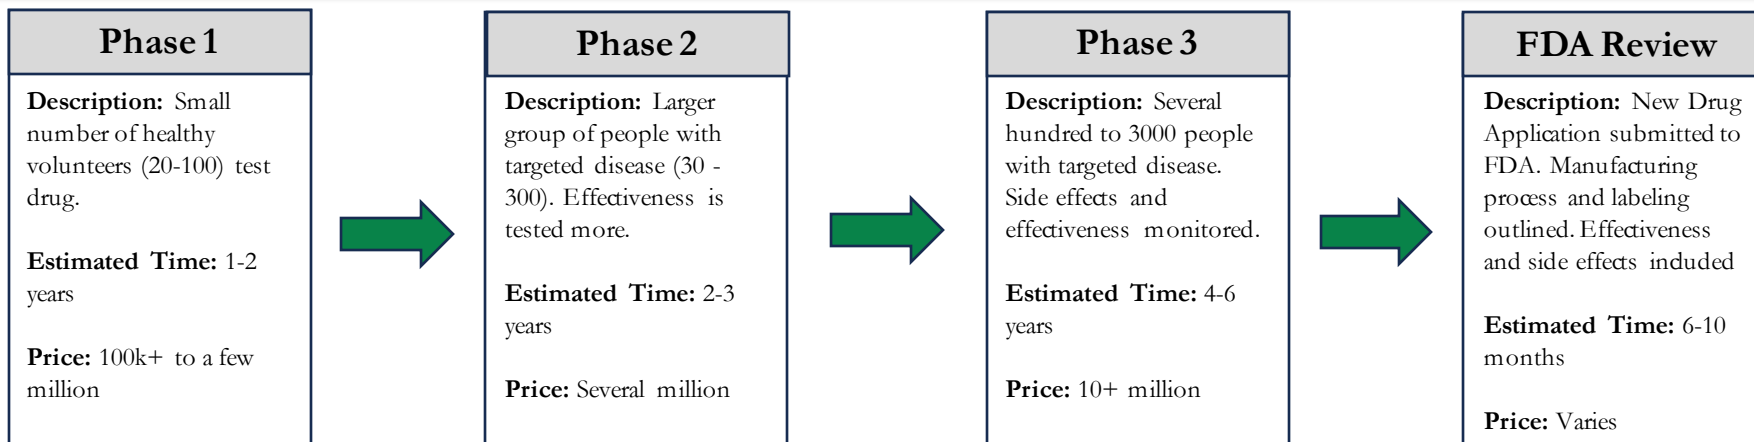 Phase 1
Description: Small
number of healthy
volunteers (20-100) test
drug.
Estimated Time: 1-2
years
Price: 100k+ to a few
million
Phase 2
Description: Larger
group of people with
targeted disease (30 -
300). Effectiveness is
tested more.
Estimated Time: 2-3
years
Price: Several million
Phase 3
Description: Several
hundred to 3000 people
with targeted disease.
Side effects and
effectiveness monitored.
Estimated Time: 4-6
years
Price: 10+ million
FDA Review
Description: New Drug
Application submitted to
FDA. Manufacturing
process and labeling
outlined. Effectiveness
and side effects included
Estimated Time: 6-10
months
Price: Varies